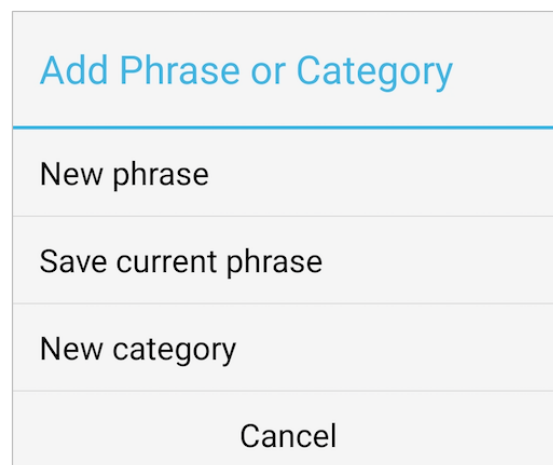 Add Phrase or Category
New phrase
Save current phrase
New category
Cancel